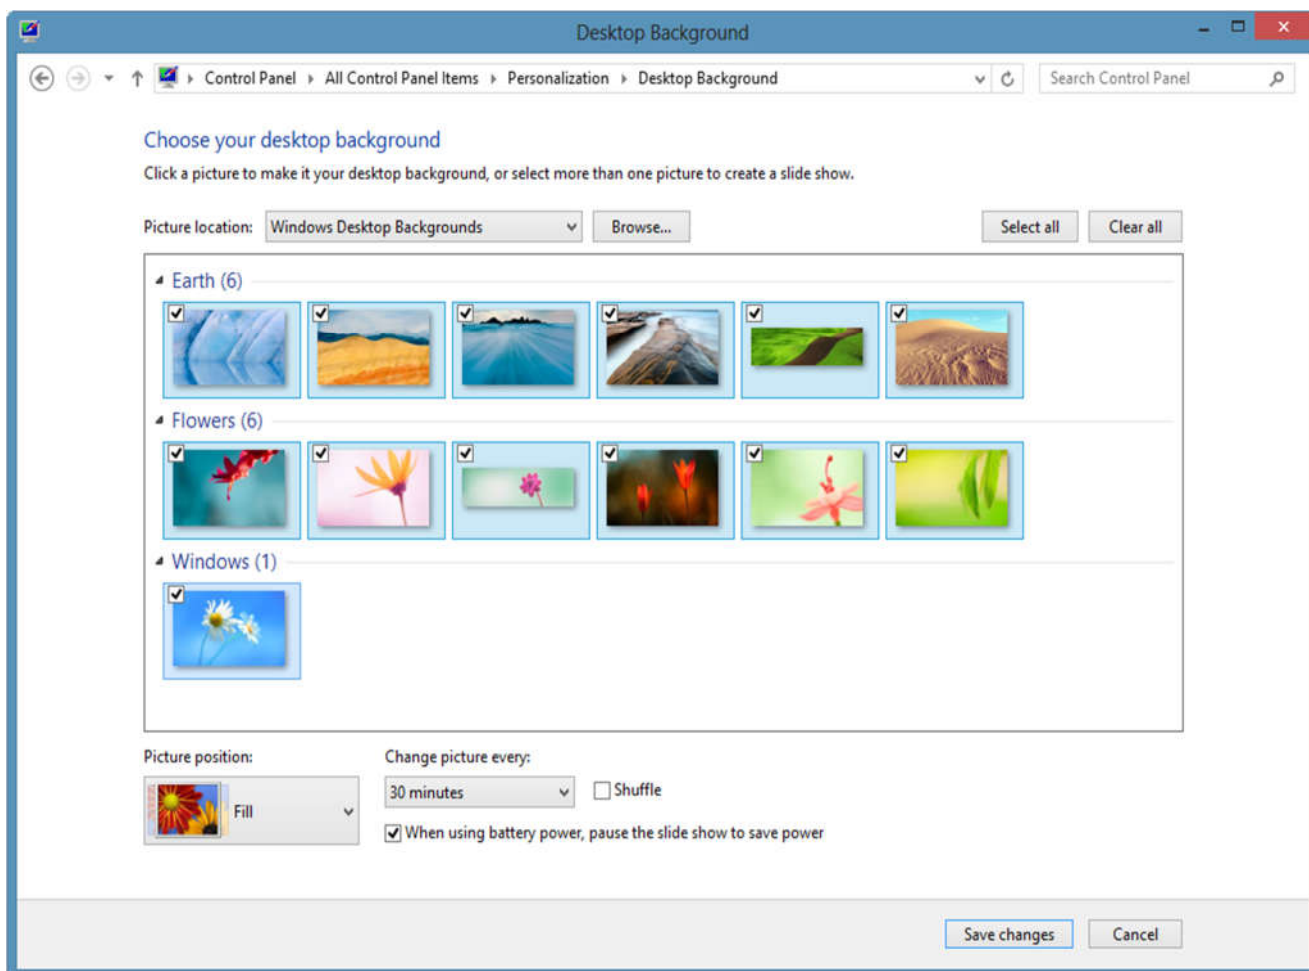 Desktop Background
Control Panel All Control Panel Items Personalization Desktop Background Search Control Panel
Choose your desktop background
Click a picture to make it your desktop background, or select more than one picture to create a slide show.
Picture location: Windows Desktop Backgrounds Browse... Select all Clear all
Earth (6)
Flowers (6)
Windows (1)
Picture position: Change picture every:
Fill 30 minutes Shuffle
When using battery power, pause the slide show to save power
Save changes Cancel